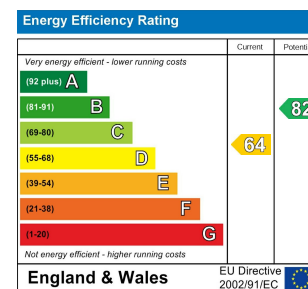 Energy Efficiency Rating
Current
Potenti
Very energy efficient - lower running costs
(92 plus) A
(81-91) B
82
(69-80) C
64
(55-68) D
(39-54) E
(21-38) F
(1-20) G
Not energy efficient - higher running costs
England & Wales
EU Directive
2002/91/EC